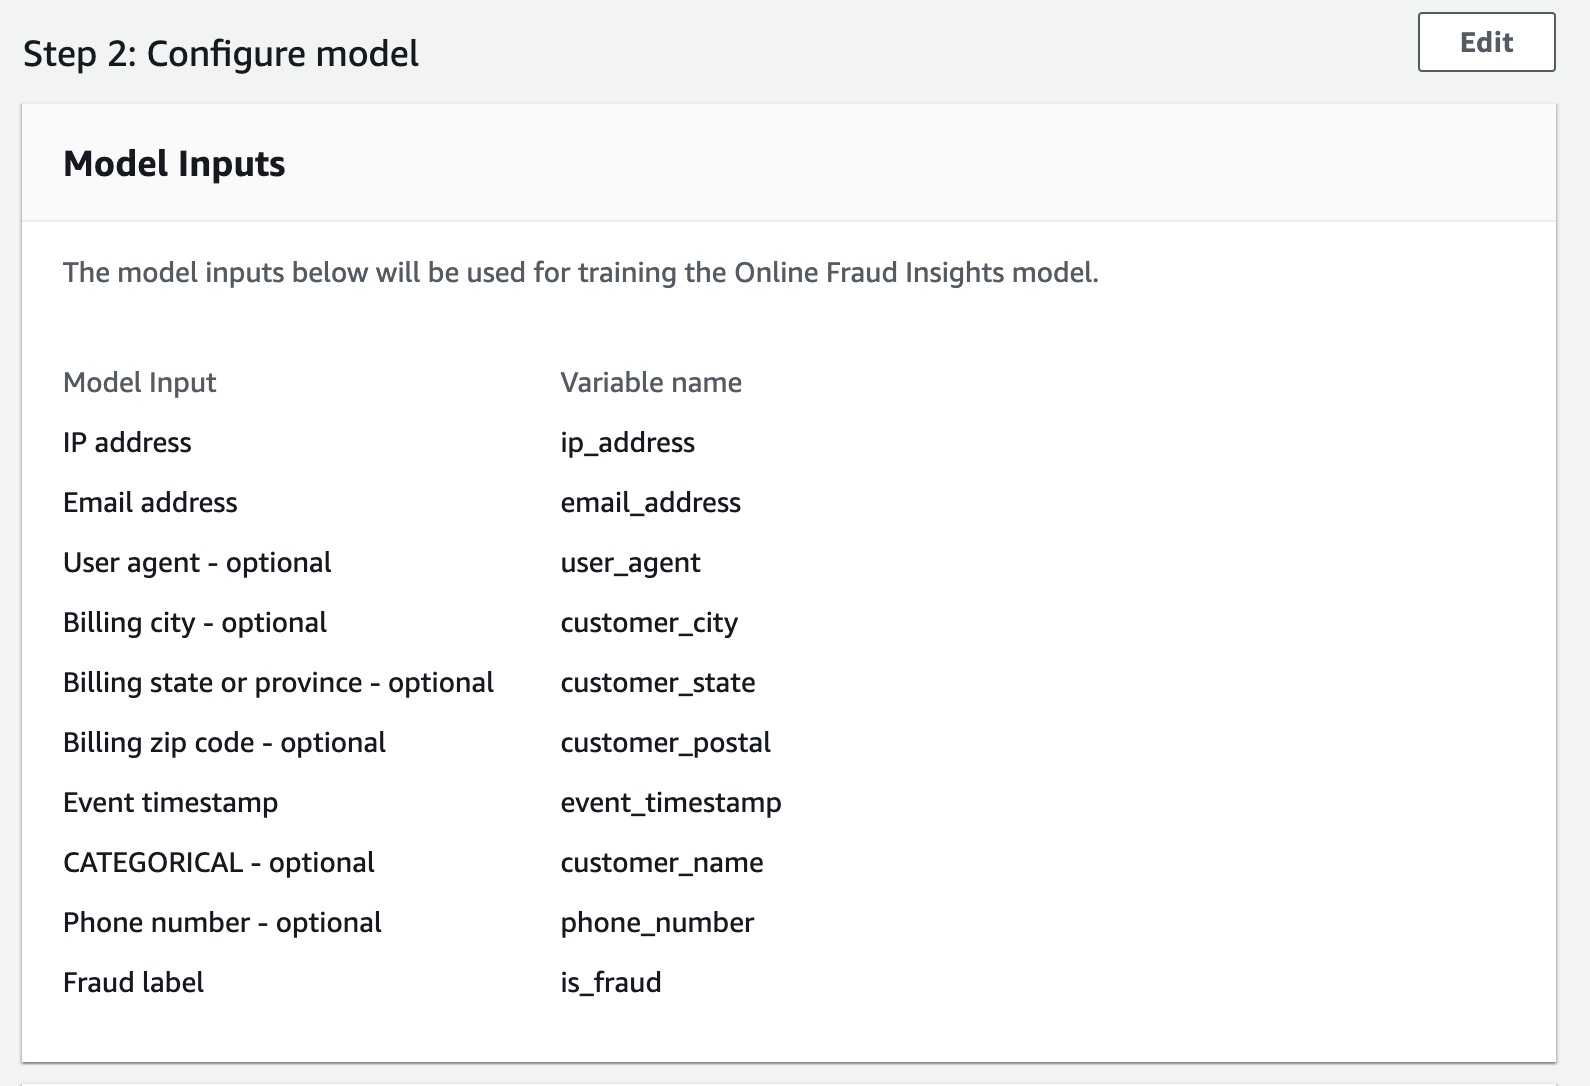 Step 2: Configure model
Edit
Model Inputs
The model inputs below will be used for training the Online Fraud Insights model.
Model Input Variable name
IP address ip_address
Email address email_address
User agent - optional user_agent
Billing city - optional customer_city
Billing state or province - optional customer_state
Billing zip code - optional customer_postal
Event timestamp event_timestamp
CATEGORICAL - optional customer_name
Phone number - optional phone_number
Fraud label is_fraud